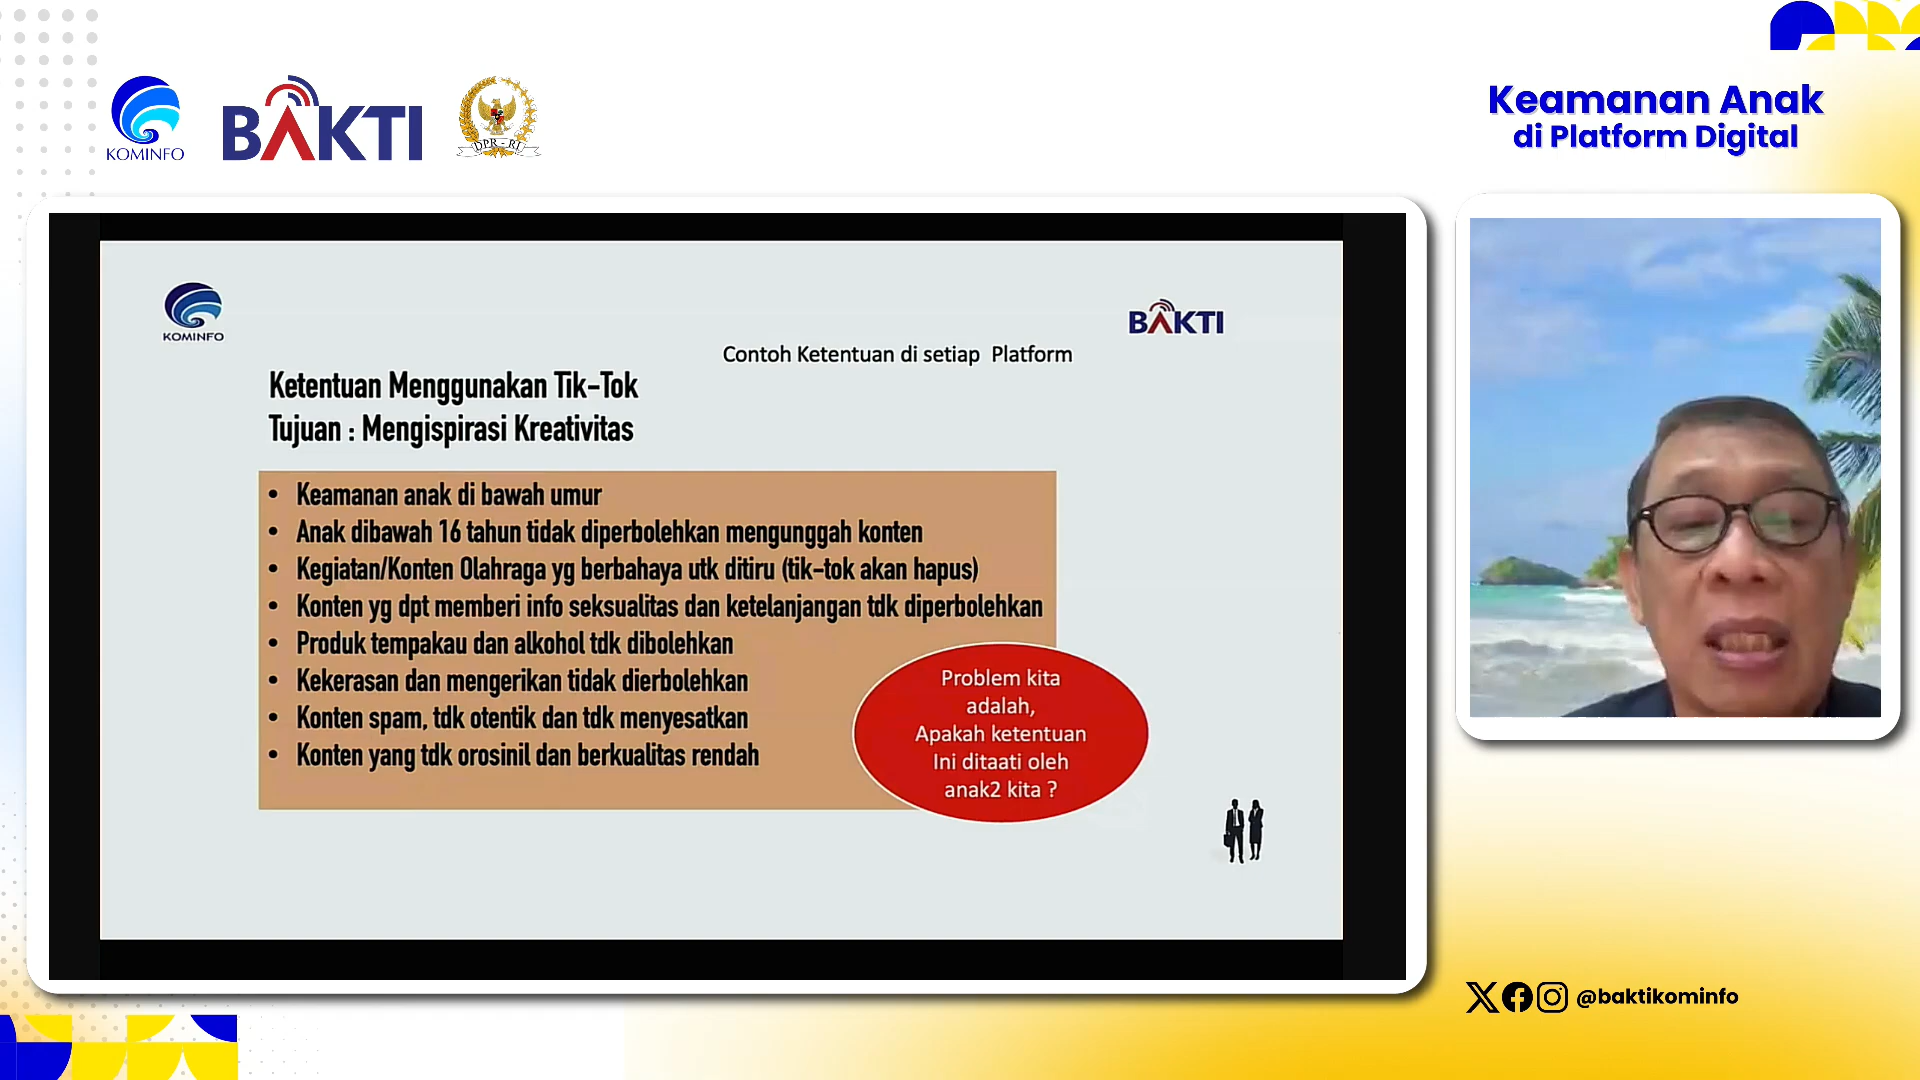 KOMINFO
BAKTI
DPR - RI
Keamanan Anak
di Platform Digital
KOMINFO
BAKTI
Contoh Ketentuan di setiap Platform
Ketentuan Menggunakan Tik-Tok
Tujuan : Mengispirasi Kreativitas
• Keamanan anak di bawah umur
• Anak dibawah 16 tahun tidak diperbolehkan mengunggah konten
• Kegiatan/Konten Olahraga yg berbahaya utk ditiru (tik-tok akan hapus)
• Konten yg dpt memberi info seksualitas dan ketelanjangan tdk diperbolehkan
• Produk tempakau dan alkohol tdk dibolehkan
• Kekerasan dan mengerikan tidak dierbolehkan
• Konten spam, tdk otentik dan tdk menyesatkan
• Konten yang tdk orosinil dan berkualitas rendah
Problem kita
adalah,
Apakah ketentuan
Ini ditaati oleh
anak2 kita ?
@baktikominfo